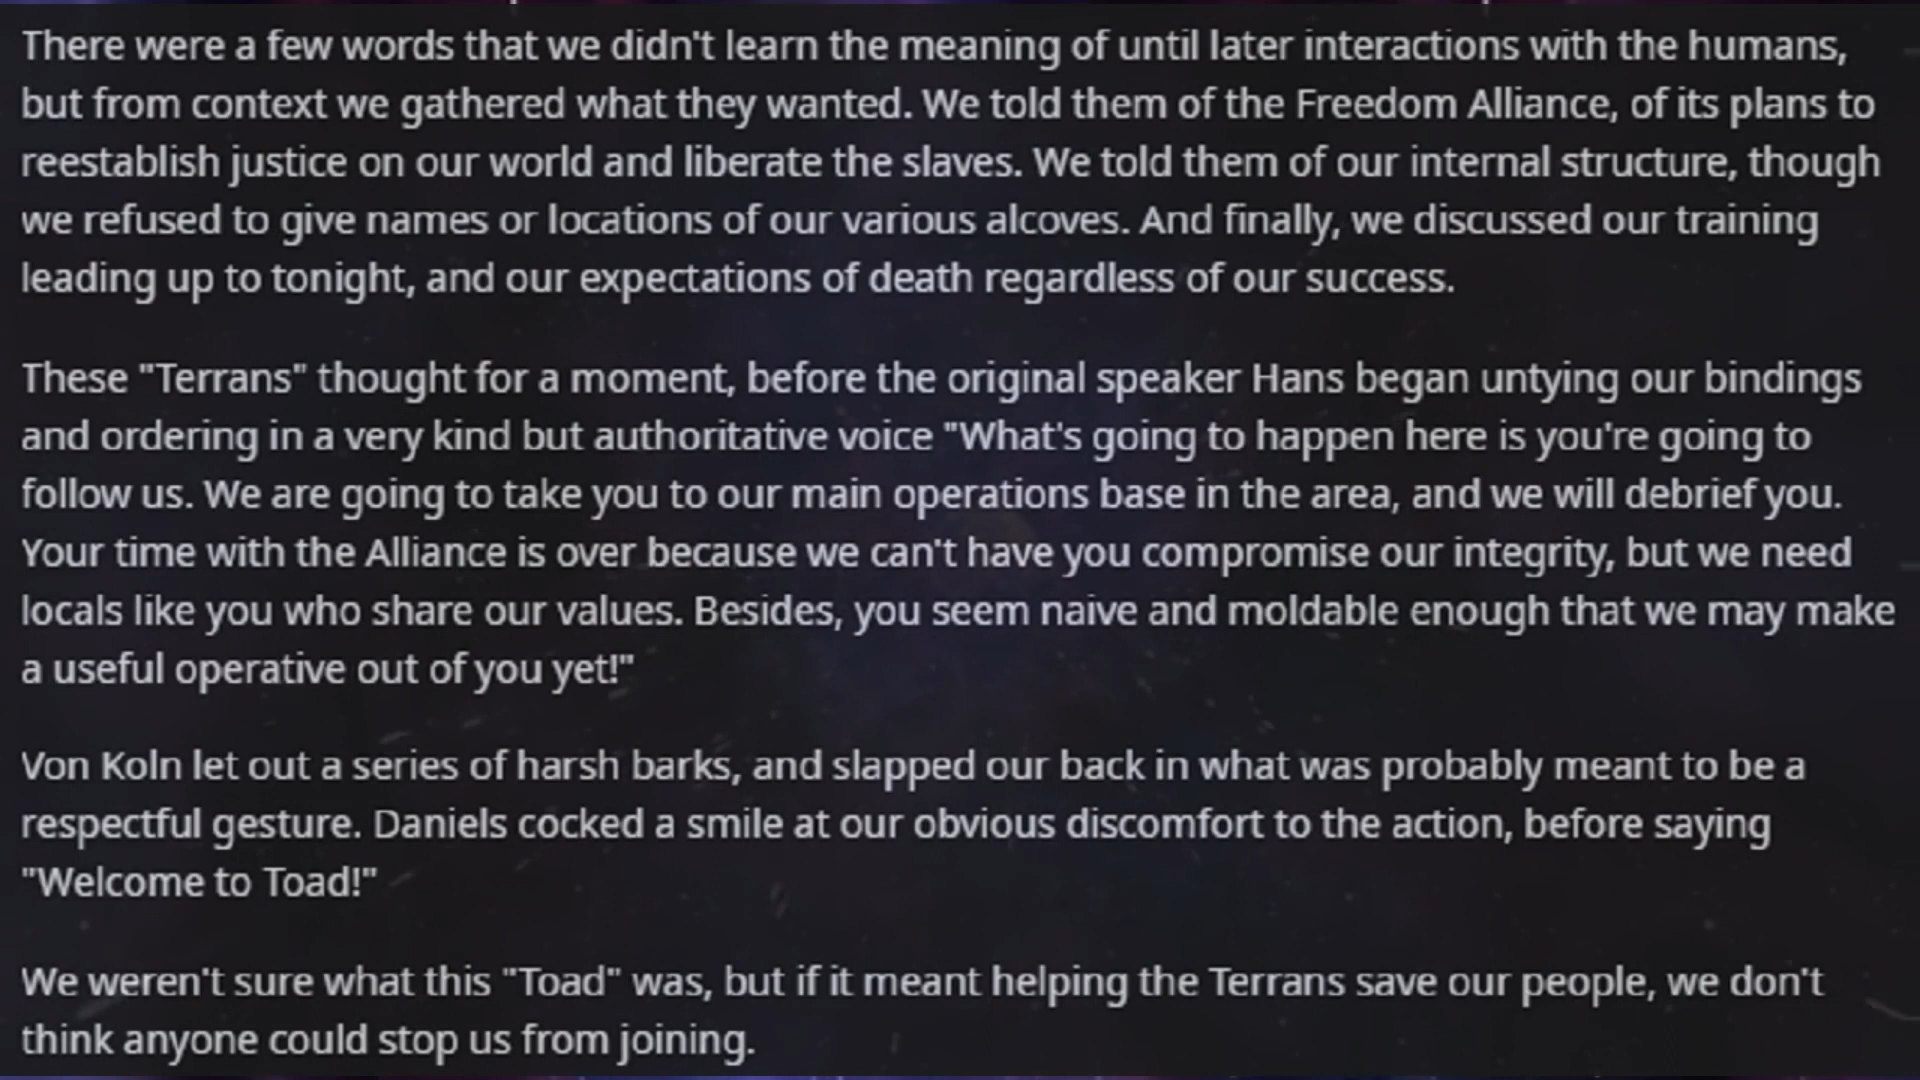 There were a few words that we didn't learn the meaning of until later interactions with the humans,
but from context we gathered what they wanted. We told them of the Freedom Alliance, of its plans to
reestablish justice on our world and liberate the slaves. We told them of our internal structure, though
we refused to give names or locations of our various alcoves. And finally, we discussed our training
leading up to tonight, and our expectations of death regardless of our success.
These "Terrans" thought for a moment, before the original speaker Hans began untying our bindings
and ordering in a very kind but authoritative voice "What's going to happen here is you're going to
follow us. We are going to take you to our main operations base in the area, and we will debrief you.
Your time with the Alliance is over because we can't have you compromise our integrity, but we need
locals like you who share our values. Besides, you seem naive and moldable enough that we may make
a useful operative out of you yet!"
Von Koln let out a series of harsh barks, and slapped our back in what was probably meant to be a
respectful gesture. Daniels cocked a smile at our obvious discomfort to the action, before saying
"Welcome to Toad!"
We weren't sure what this "Toad" was, but if it meant helping the Terrans save our people, we don't
think anyone could stop us from joining.